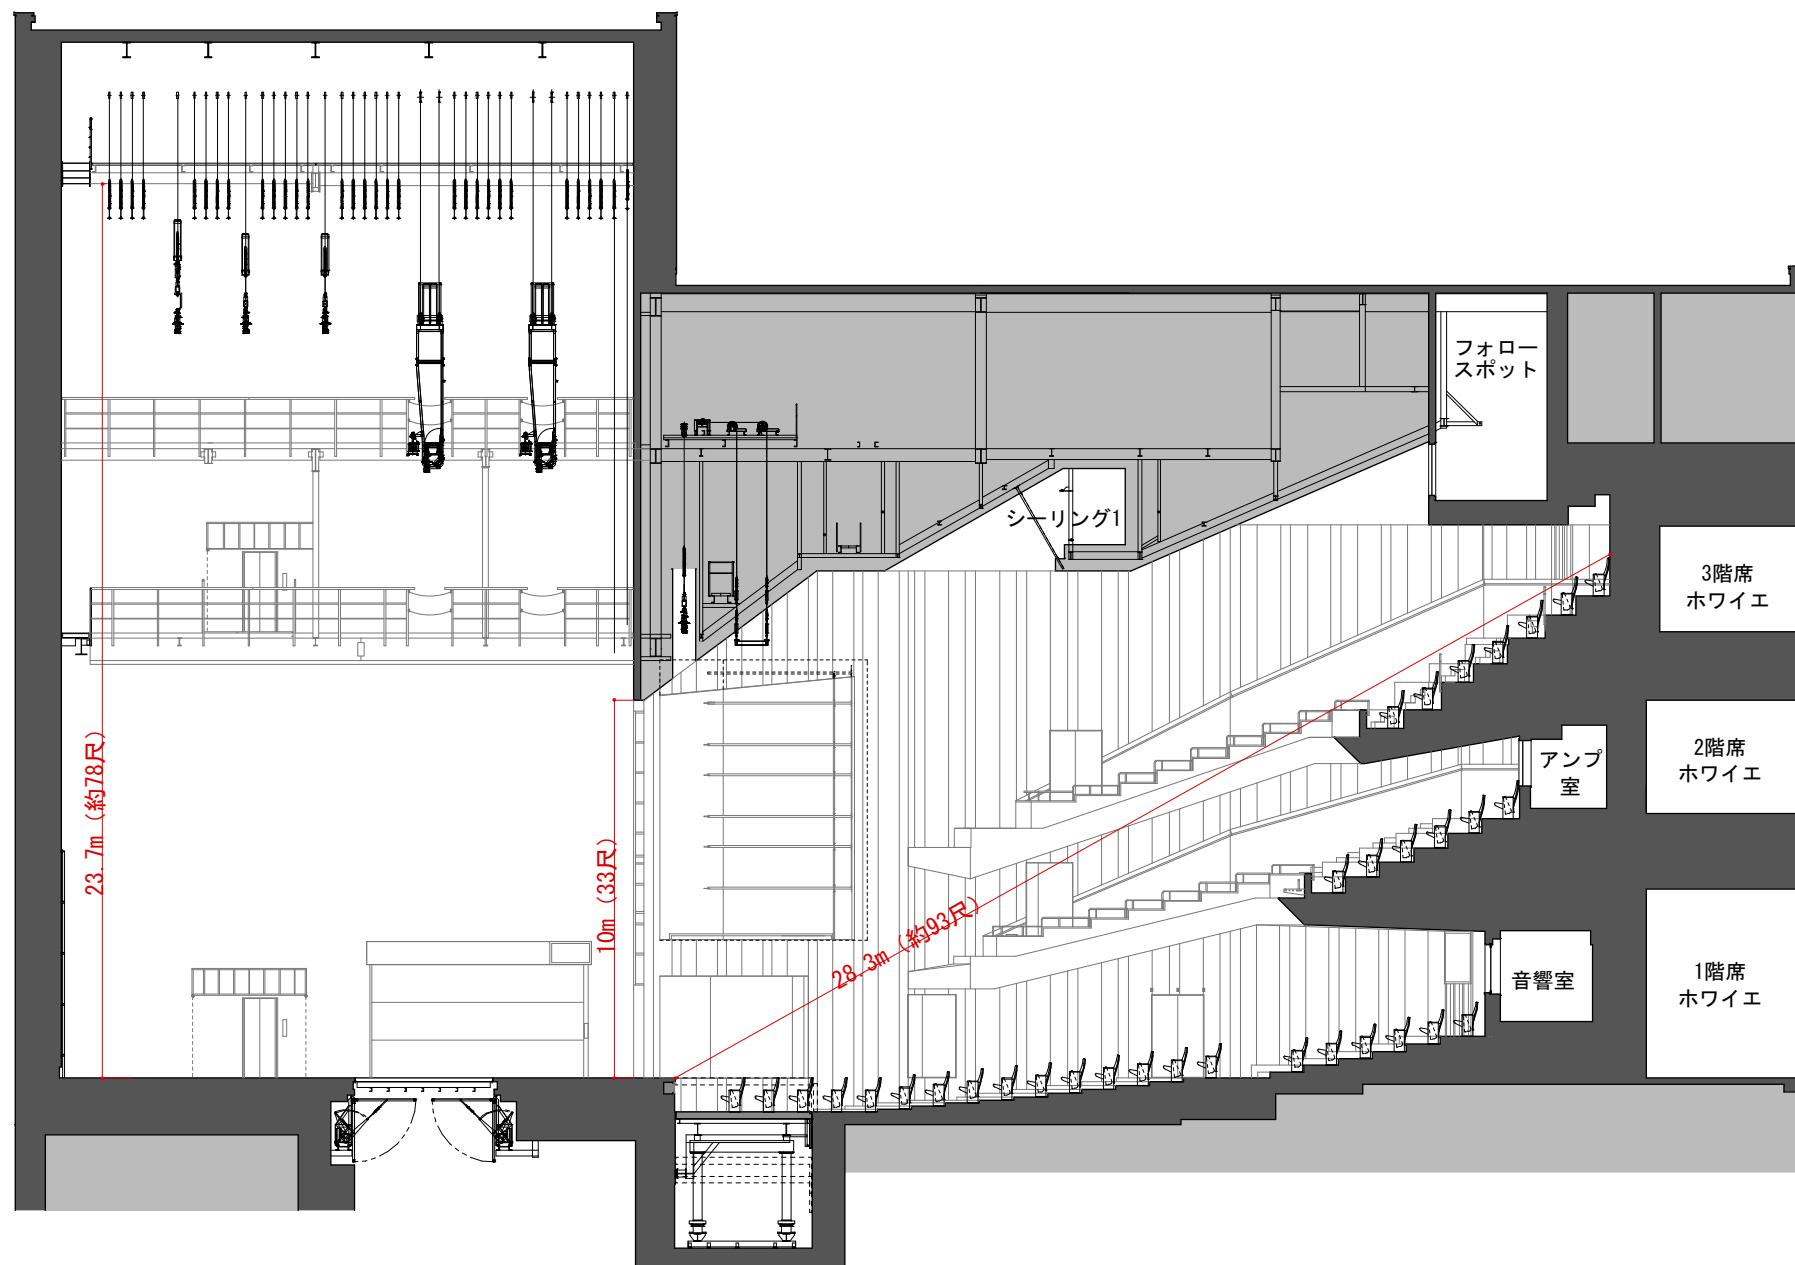 フォロー
スポット
シーリング1
3階席
ホワイエ
23.7m (約78尺)
10m (33尺)
28.3m (約93尺)
2階席
ホワイエ
アンプ
室
1階席
ホワイエ
音響室